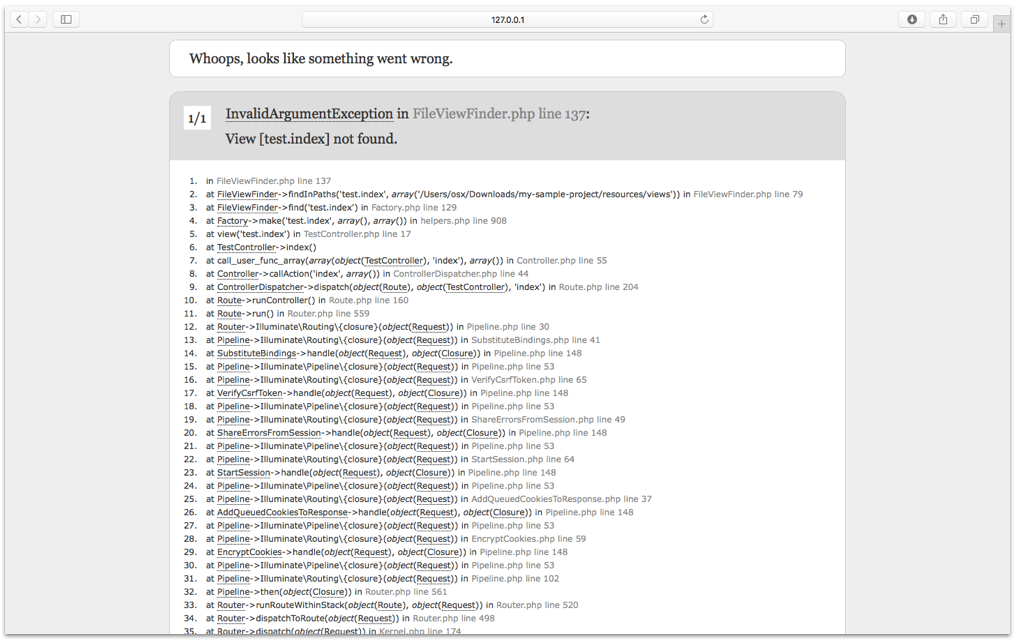 127.0.0.1
Whoops, looks like something went wrong.
1/1
InvalidArgumentException in FileViewFinder.php line 137:
View [test.index] not found.
1. in FileViewFinder.php line 137
2. at FileViewFinder->findInPaths('test.index', array('/Users/osx/Downloads/my-sample-project/resources/views')) in FileViewFinder.php line 79
3. at FileViewFinder->find('test.index') in Factory.php line 129
4. at Factory->make('test.index', array(), array()) in helpers.php line 908
5. at view('test.index') in TestController.php line 17
6. at TestController->index()
7. at call_user_func_array(array(object(TestController), 'index'), array()) in Controller.php line 55
8. at Controller->callAction('index', array()) in ControllerDispatcher.php line 44
9. at ControllerDispatcher->dispatch(object(Route), object(TestController), 'index') in Route.php line 204
10. at Route->runController() in Route.php line 160
11. at Route->run() in Router.php line 559
12. at Router->Illuminate\Routing\{closure}(object(Request)) in Pipeline.php line 30
13. at Pipeline->Illuminate\Routing\{closure}(object(Request)) in SubstituteBindings.php line 41
14. at SubstituteBindings->handle(object(Request), object(Closure)) in Pipeline.php line 148
15. at Pipeline->Illuminate\Pipeline\{closure}(object(Request)) in Pipeline.php line 53
16. at Pipeline->Illuminate\Routing\{closure}(object(Request)) in VerifyCsrfToken.php line 65
17. at VerifyCsrfToken->handle(object(Request), object(Closure)) in Pipeline.php line 148
18. at Pipeline->Illuminate\Pipeline\{closure}(object(Request)) in Pipeline.php line 53
19. at Pipeline->Illuminate\Routing\{closure}(object(Request)) in ShareErrorsFromSession.php line 49
20. at ShareErrorsFromSession->handle(object(Request), object(Closure)) in Pipeline.php line 148
21. at Pipeline->Illuminate\Pipeline\{closure}(object(Request)) in Pipeline.php line 53
22. at Pipeline->Illuminate\Routing\{closure}(object(Request)) in StartSession.php line 64
23. at StartSession->handle(object(Request), object(Closure)) in Pipeline.php line 148
24. at Pipeline->Illuminate\Pipeline\{closure}(object(Request)) in Pipeline.php line 53
25. at Pipeline->Illuminate\Routing\{closure}(object(Request)) in AddQueuedCookiesToResponse.php line 37
26. at AddQueuedCookiesToResponse->handle(object(Request), object(Closure)) in Pipeline.php line 148
27. at Pipeline->Illuminate\Pipeline\{closure}(object(Request)) in Pipeline.php line 53
28. at Pipeline->Illuminate\Routing\{closure}(object(Request)) in EncryptCookies.php line 59
29. at EncryptCookies->handle(object(Request), object(Closure)) in Pipeline.php line 148
30. at Pipeline->Illuminate\Pipeline\{closure}(object(Request)) in Pipeline.php line 53
31. at Pipeline->Illuminate\Routing\{closure}(object(Request)) in Pipeline.php line 102
32. at Pipeline->then(object(Closure)) in Router.php line 561
33. at Router->runRouteWithinStack(object(Route), object(Request)) in Router.php line 520
34. at Router->dispatchToRoute(object(Request)) in Router.php line 498
35. at Router->dispatch(object(Request)) in Kernel.php line 174